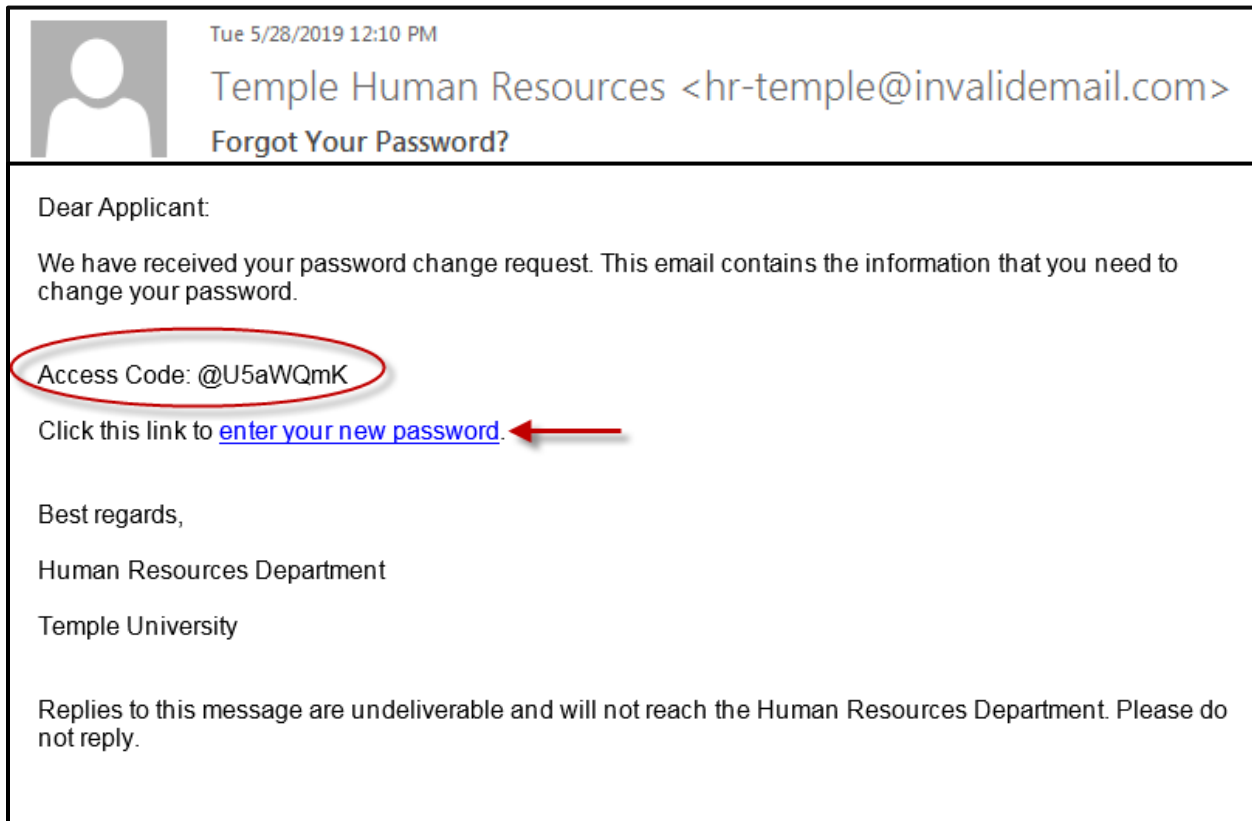 Tue 5/28/2019 12:10 PM
Temple Human Resources <hr-temple@invalidemail.com>
Forgot Your Password?
Dear Applicant:
We have received your password change request. This email contains the information that you need to
change your password.
Access Code: @U5aWQmK
Click this link to enter your new password.
Best regards,
Human Resources Department
Temple University
Replies to this message are undeliverable and will not reach the Human Resources Department. Please do
not reply.